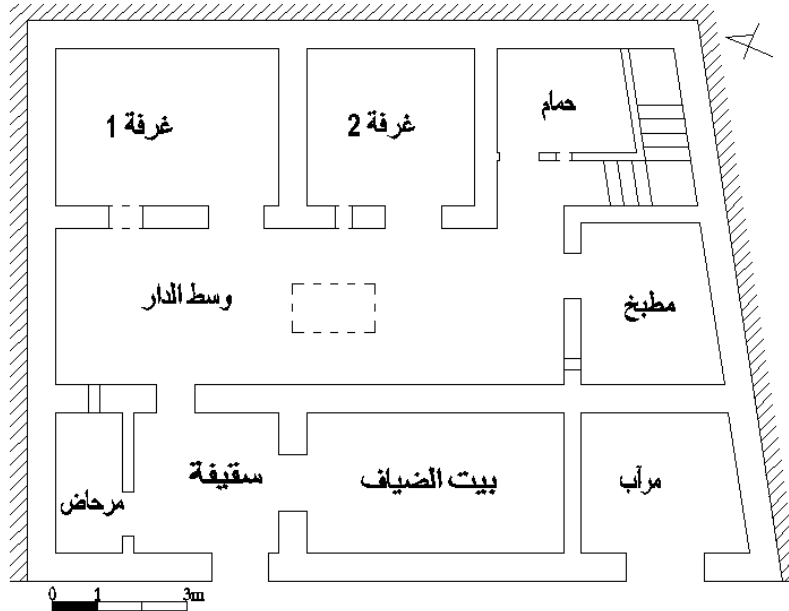 غرفة 1
غرفة 2
حمام
وسط الدار
مطبخ
مرحاض
سقيفة
بيت الضياف
مرآب
0 1 3m